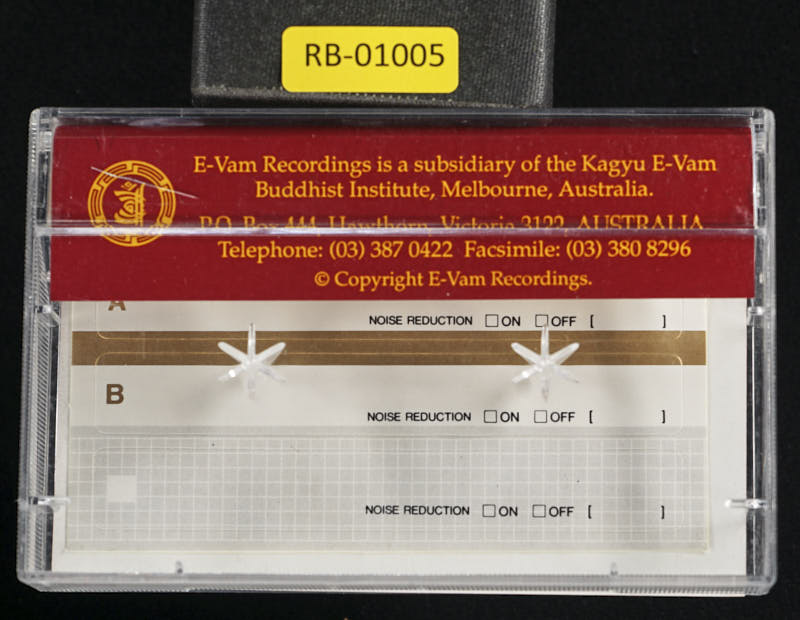 RB-01005
E-Vam Recordings is a subsidiary of the Kagyu E-Vam
Buddhist Institute, Melbourne, Australia.
P.O. Box 444, Hawthorn, Victoria 3122, AUSTRALIA
Telephone: (03) 387 0422 Facsimile: (03) 380 8296
© Copyright E-Vam Recordings.
A
NOISE REDUCTION □ ON □ OFF [ ]
B
NOISE REDUCTION □ ON □ OFF [ ]
NOISE REDUCTION □ ON □ OFF [ ]